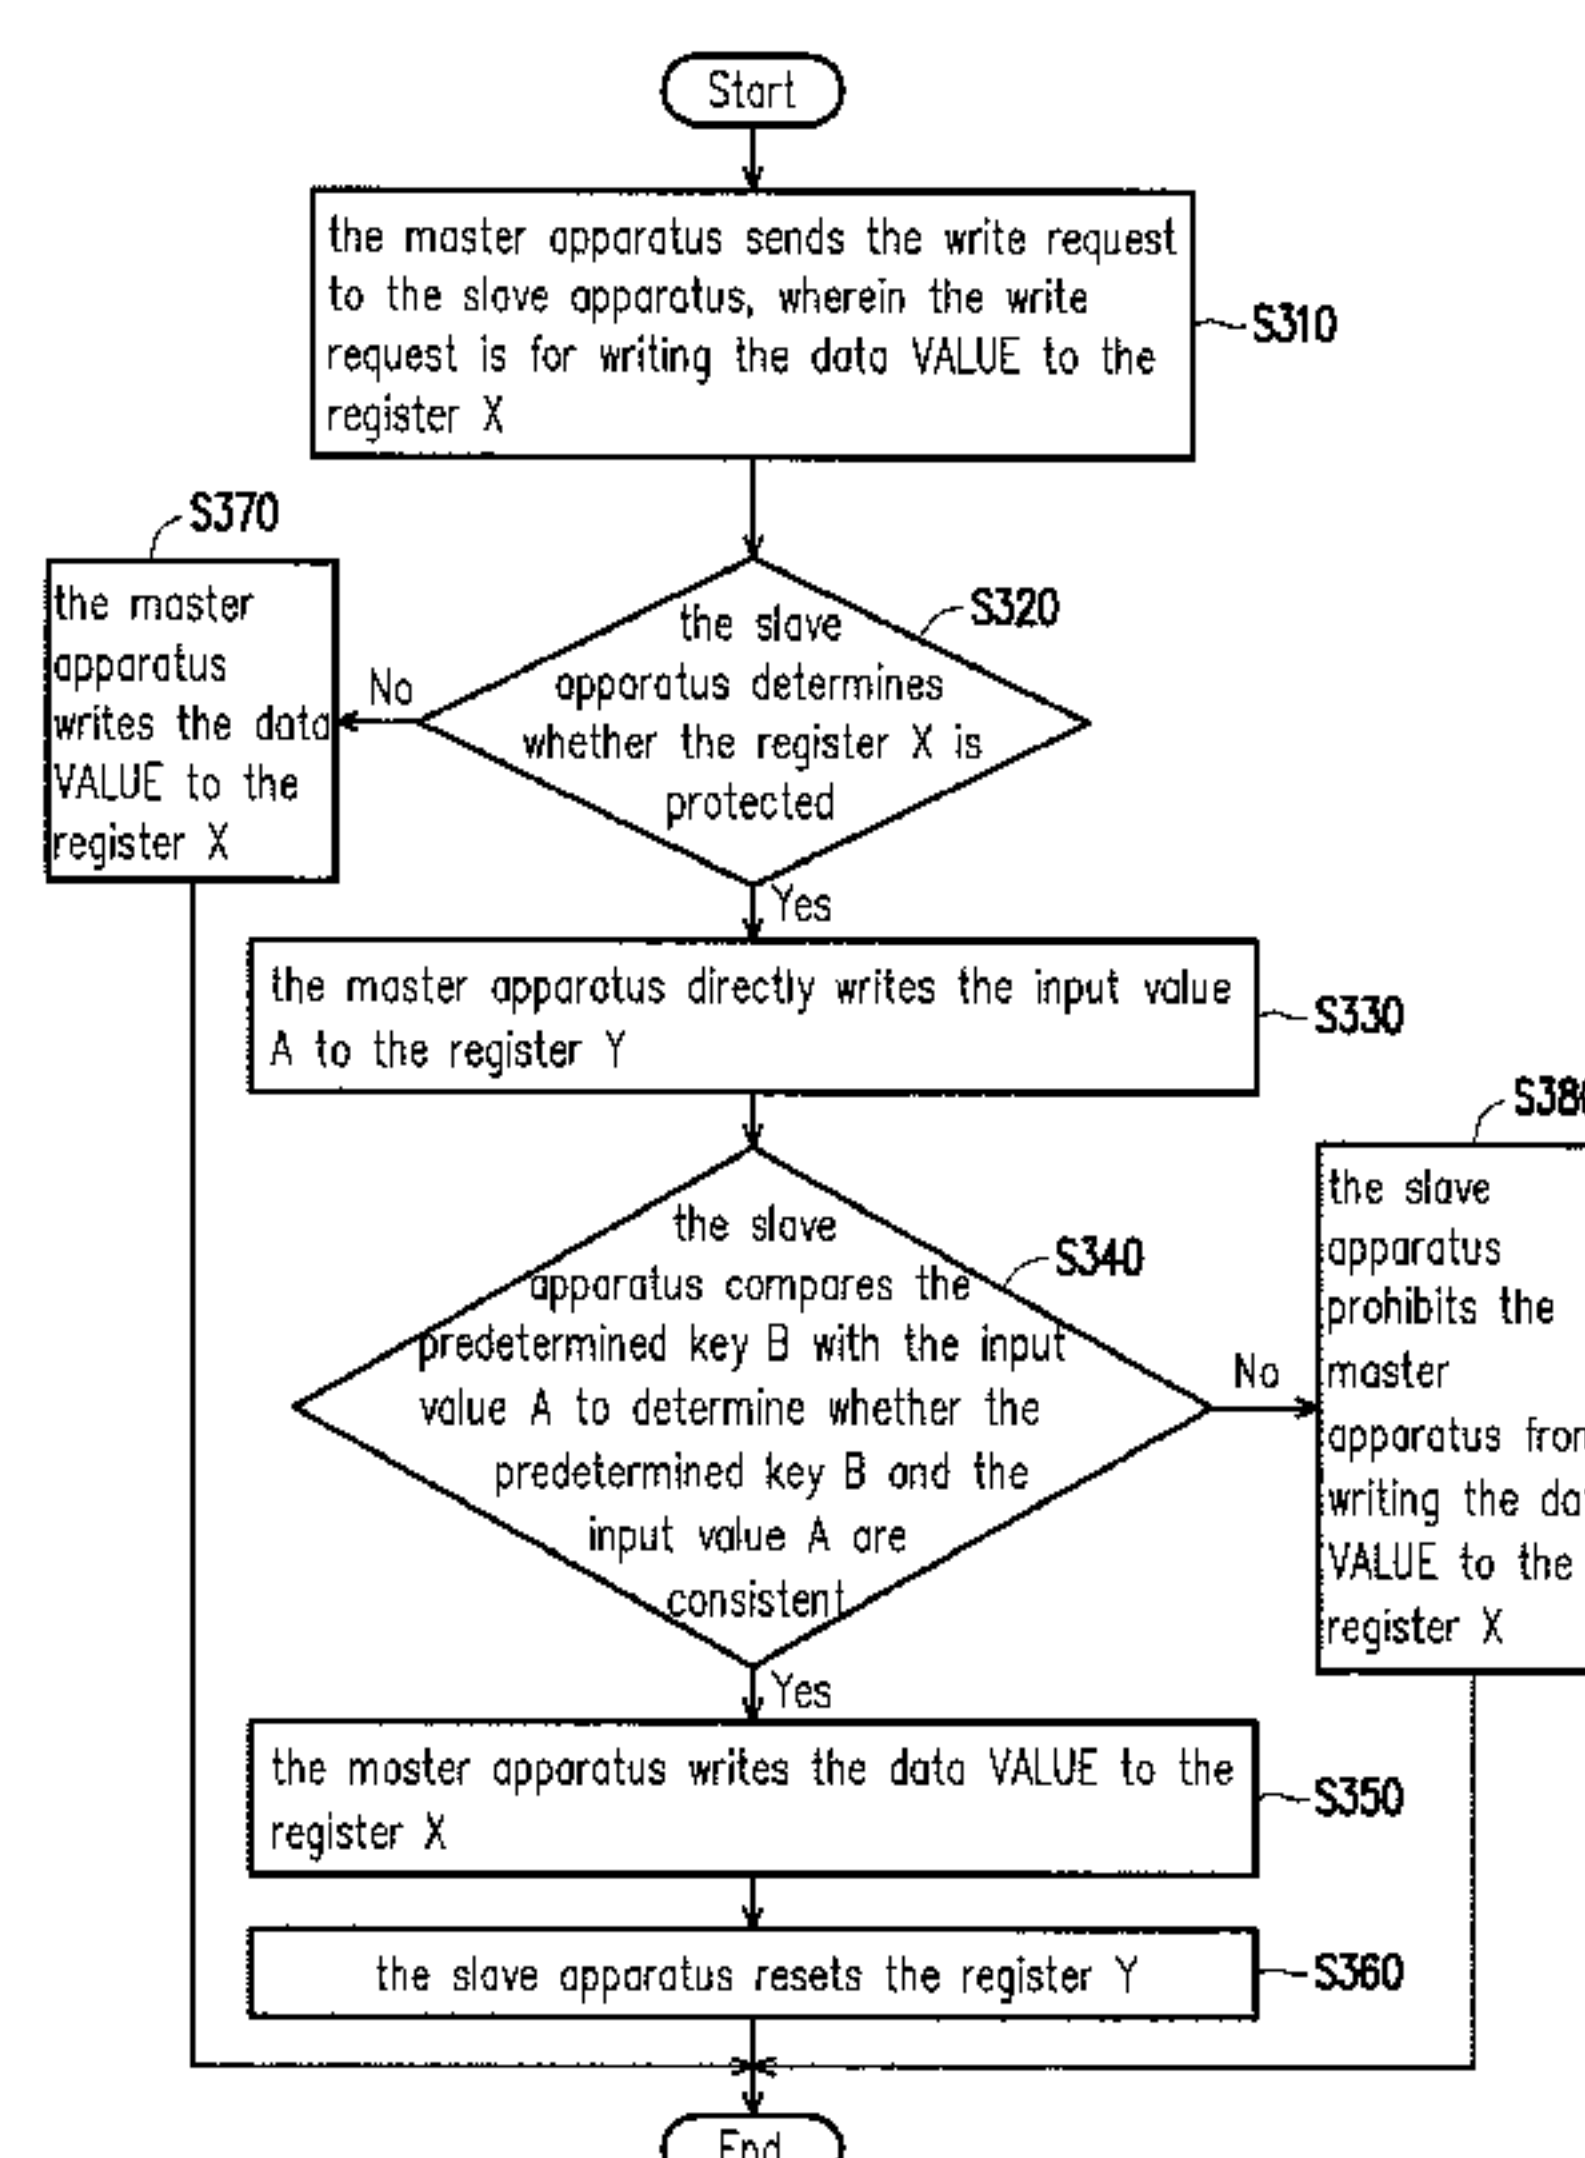 Start
the master apparatus sends the write request
to the slave apparatus, wherein the write
request is for writing the data VALUE to the
register X
S310
S370
the master
apparatus
writes the data
VALUE to the
register X
No
the slave
apparatus determines
whether the register X is
protected
S320
Yes
the master apparatus directly writes the input value
A to the register Y
S330
the slave
apparatus compares the
predetermined key B with the input
value A to determine whether the
predetermined key B and the
input value A are
consistent
S340
No
the slave
apparatus
prohibits the
master
apparatus
writing the
VALUE to the
register X
Yes
the master apparatus writes the data VALUE to the
register X
S350
the slave apparatus resets the register Y
S360
End